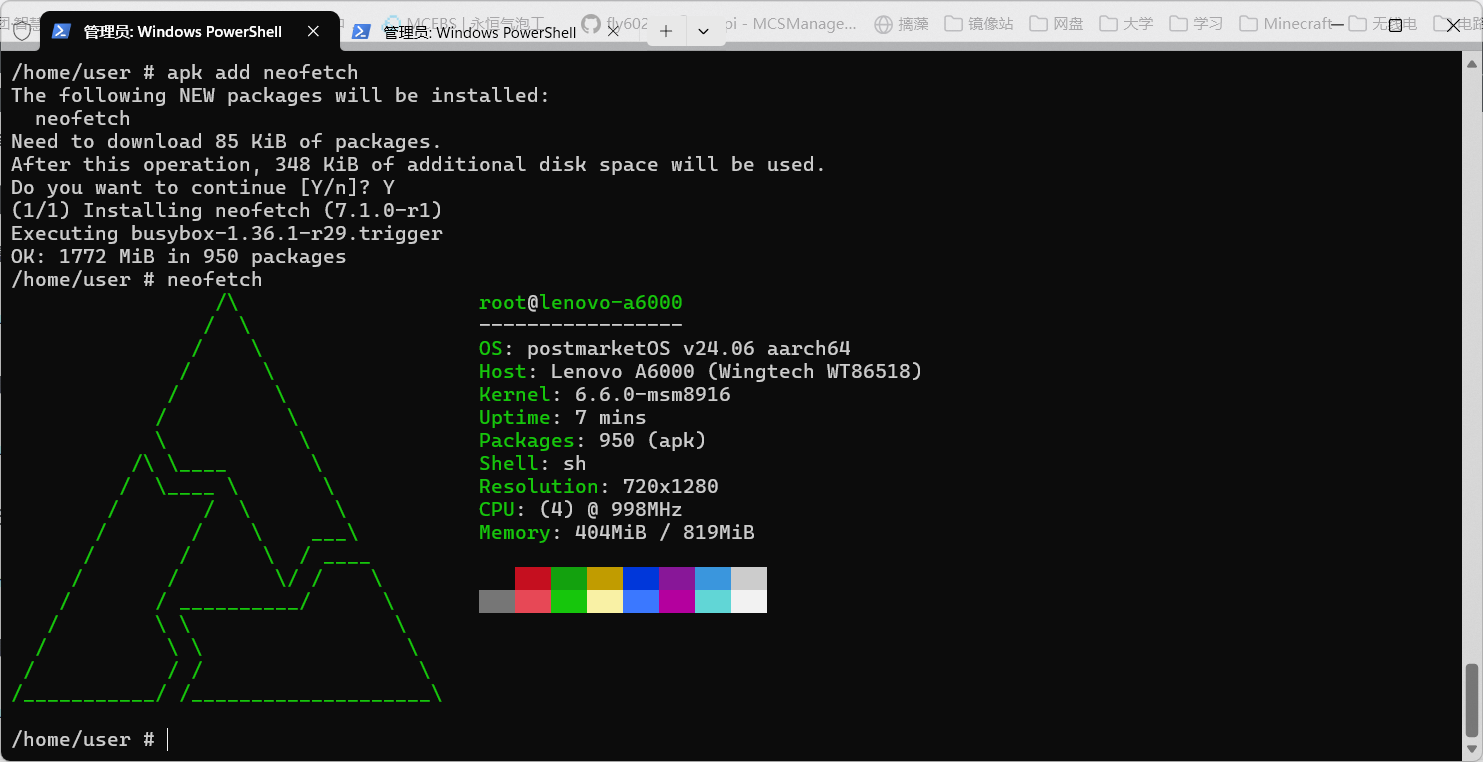 管理员: Windows PowerShell
管理员: Windows PowerShell
MCEBS | 永恒气泡工
fly602
pi - MCSManage...
搞藻
镜像站
网盘
大学
学习
Minecraft
无线电
电路
/home/user # apk add neofetch
The following NEW packages will be installed:
neofetch
Need to download 85 KiB of packages.
After this operation, 348 KiB of additional disk space will be used.
Do you want to continue [Y/n]? Y
(1/1) Installing neofetch (7.1.0-r1)
Executing busybox-1.36.1-r29.trigger
OK: 1772 MiB in 950 packages
/home/user # neofetch
root@lenovo-a6000
-----------------
OS: postmarketOS v24.06 aarch64
Host: Lenovo A6000 (Wingtech WT86518)
Kernel: 6.6.0-msm8916
Uptime: 7 mins
Packages: 950 (apk)
Shell: sh
Resolution: 720x1280
CPU: (4) @ 998MHz
Memory: 404MiB / 819MiB
/home/user #